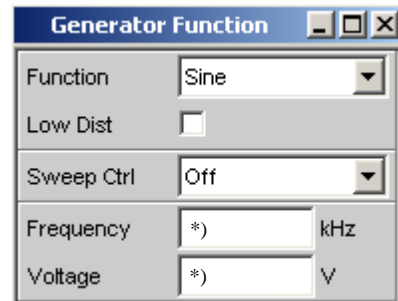 Generator Function
Function Sine
Low Dist
Sweep Ctrl Off
Frequency *) kHz
Voltage *) V